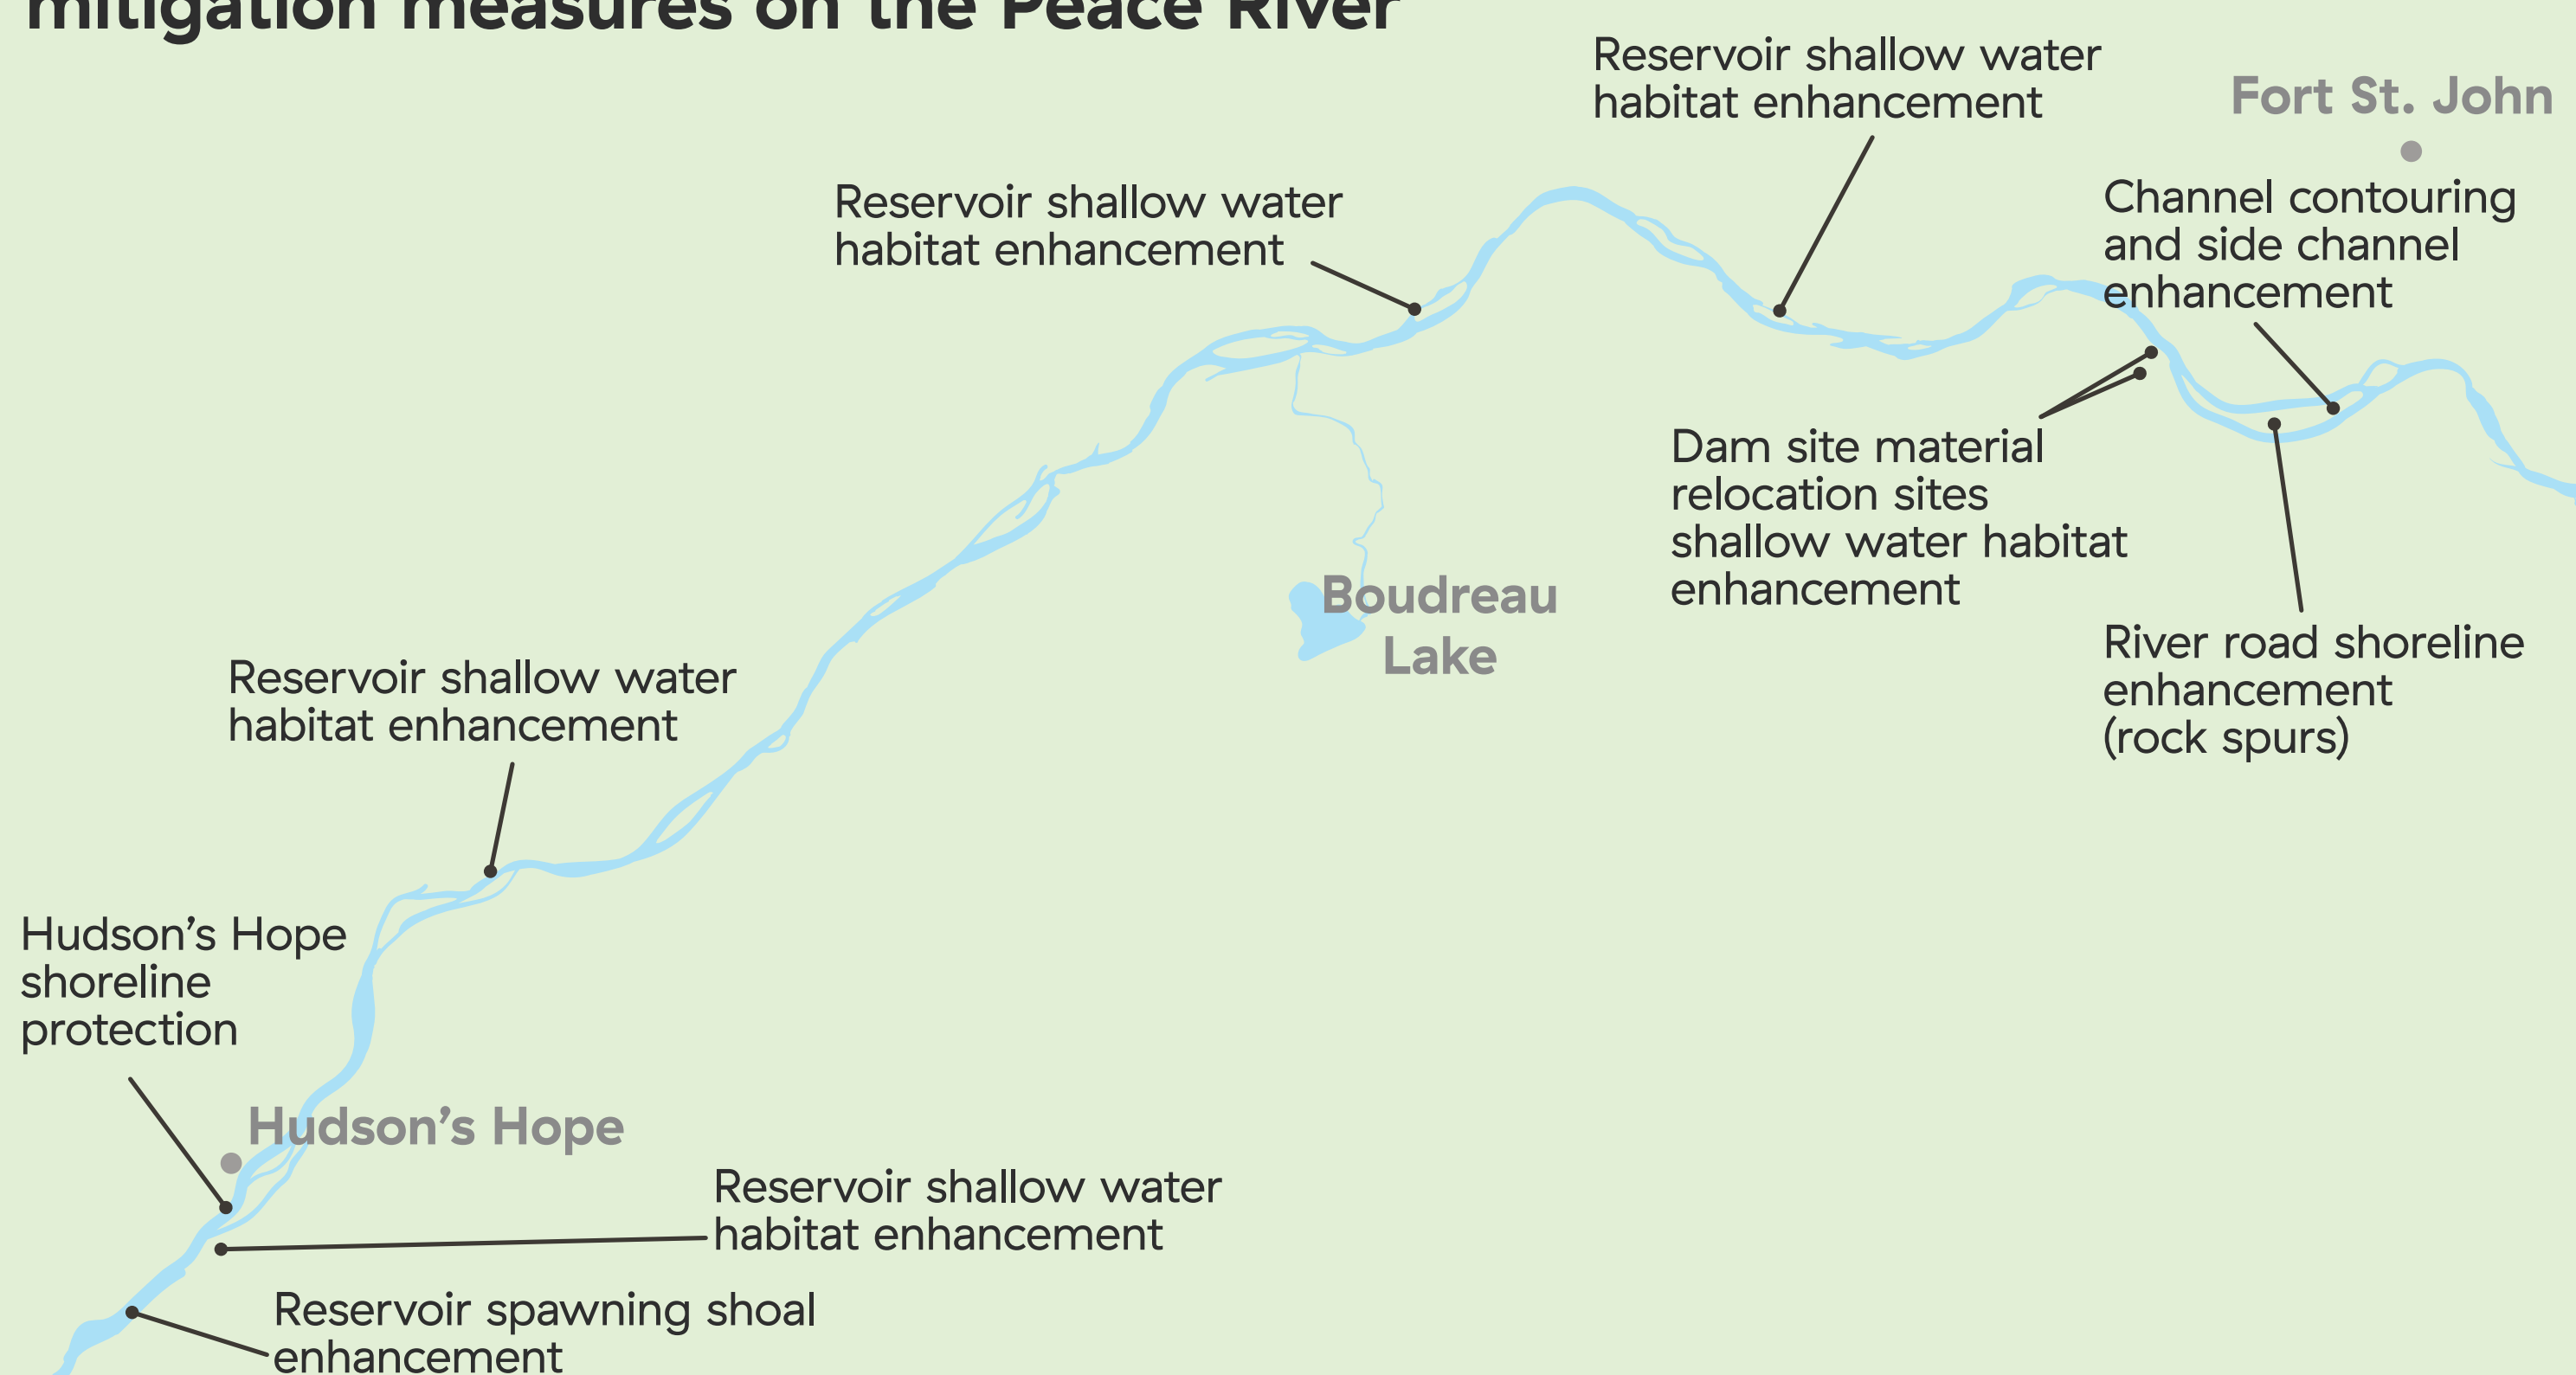 mitigation measures on the Peace River
Reservoir shallow water
habitat enhancement
Fort St. John
Reservoir shallow water
habitat enhancement
Channel contouring
and side channel
enhancement
Dam site material
relocation sites
shallow water habitat
enhancement
Boudreau
Lake
River road shoreline
enhancement
(rock spurs)
Reservoir shallow water
habitat enhancement
Hudson’s Hope
shoreline
protection
Hudson’s Hope
Reservoir shallow water
habitat enhancement
Reservoir spawning shoal
enhancement